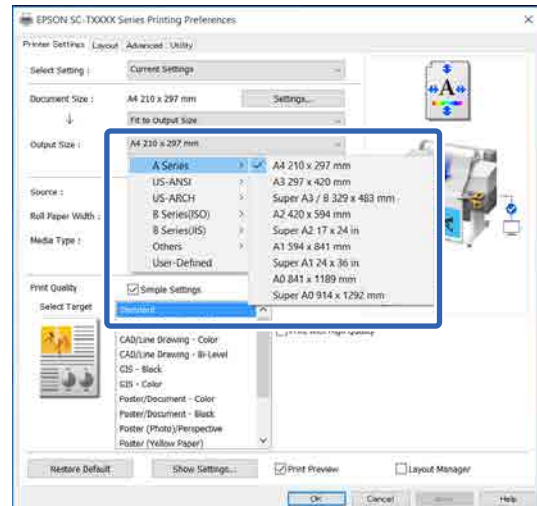 EPSON SC-TXXXX Series Printing Preferences
Printer Settings Layout Advanced Utility
Select Setting : Current Settings
Document Size : A4 210 x 297 mm Settings...
Fit to Output Size
Output Size : A4 210 x 297 mm
A Series A4 210 x 297 mm
US-ANSI A3 297 x 420 mm
US-ARCH Super A3 / B 329 x 483 mm
B Series(ISO) A2 420 x 594 mm
B Series(JIS) Super A2 17 x 24 in
Others A1 594 x 841 mm
User-Defined Super A1 24 x 36 in
A0 841 x 1189 mm
Super A0 914 x 1292 mm
Source :
Roll Paper Width :
Media Type :
Print Quality Simple Settings
Select Target Standard
Print with High Quality
CAD/Line Drawing - Color
CAD/Line Drawing - Bi-Level
GIS - Black
GIS - Color
Poster/Document - Color
Poster/Document - Black
Poster (Photo)/Perspective
Poster (Yellow Paper)
Restore Default Show Settings... Print Preview Layout Manager
OK Cancel Help